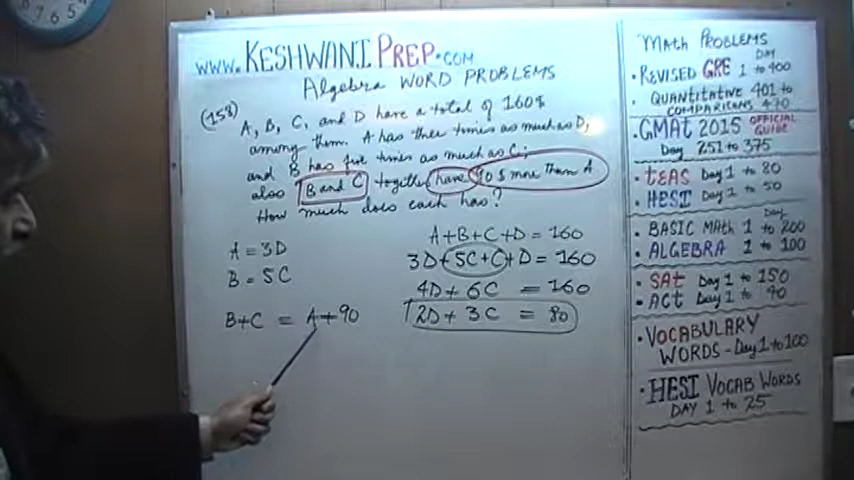 www.KESHWANIPREP.COM
Algebra WORD PROBLEMS
(158)
A, B, C, and D have a total of 160$
among them. A has three times as much as D,
and B has five times as much as C;
also B and C together have 90$ more than A
How much does each has?
A = 3D
B = 5C
B+C = A+90
A+B+C+D = 160
3D+5C+C+D = 160
4D+6C = 160
2D+3C = 80
MATH PROBLEMS
DAY
• REVISED GRE 1 to 400
• QUANTITATIVE 401 to
COMPARICONS 470
• GMAt 2015 OFFICIAL GUIDE
Day 251 to 375
• tEAS Day 1 to 80
• HESI Day 1 to 50
Day
• BASIC MAth 1 to 200
• ALGEBRA 1 to 100
• SAt Day 1 to 150
• ACt Day 1 to 90
• VOCABULARY
WORDS - Day 1 to 100
• HESI VOCAB WORDS
DAY 1 to 25
7 6 5